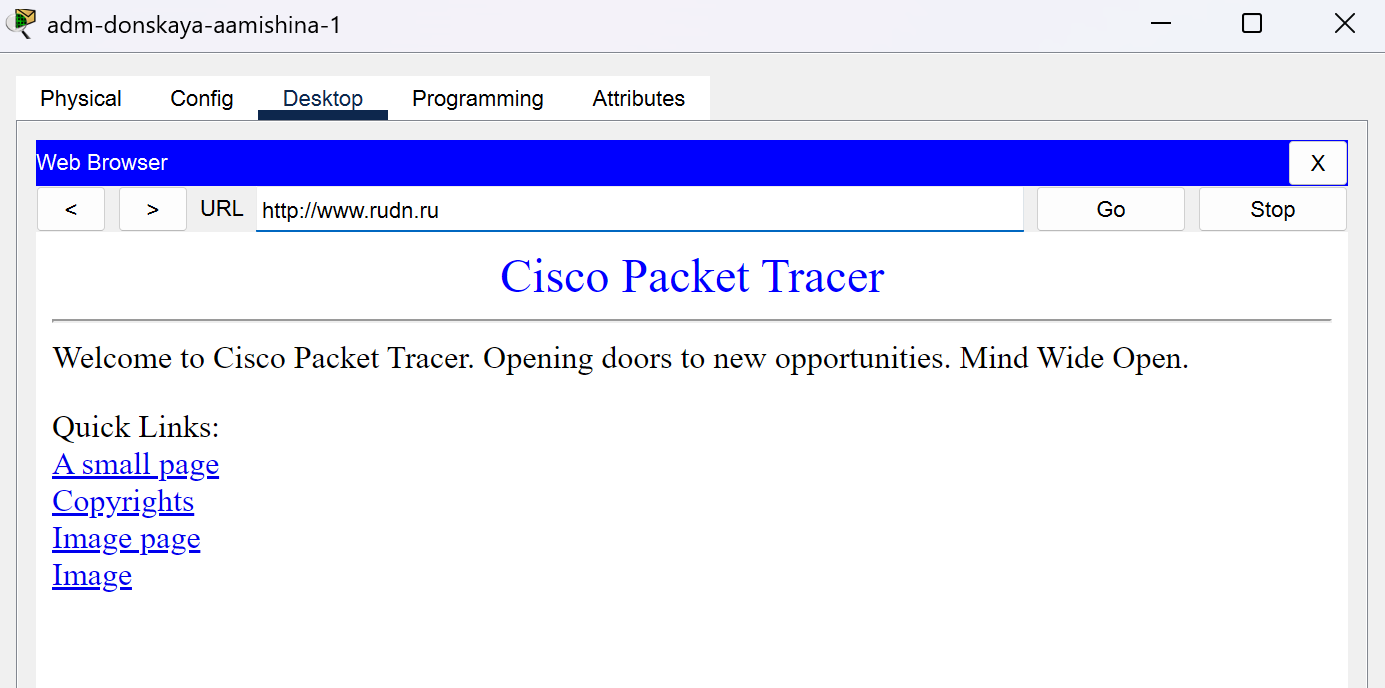 adm-donskaya-aamishina-1
Physical Config Desktop Programming Attributes
Web Browser X
< > URL http://www.rudn.ru Go Stop
Cisco Packet Tracer
Welcome to Cisco Packet Tracer. Opening doors to new opportunities. Mind Wide Open.
Quick Links:
A small page
Copyrights
Image page
Image